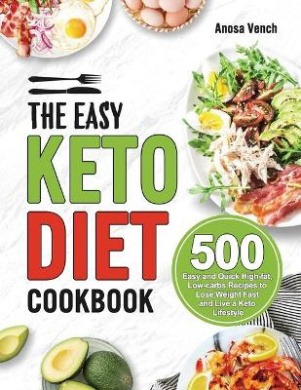 Anosa Vench
THE EASY
KETO
DIET
COOKBOOK
500
Easy and Quick High-fat,
Low-carbs Recipes to
Lose Weight Fast
and Live a Keto
Lifestyle